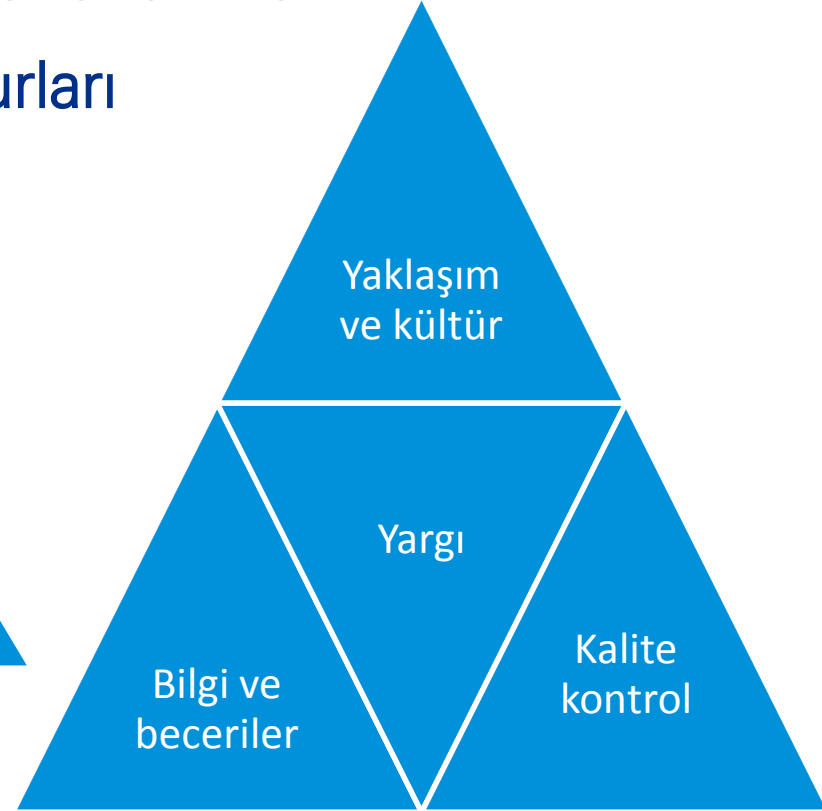 urları
Yaklaşım
ve kültür
Yargı
Kalite
kontrol
Bilgi ve
beceriler